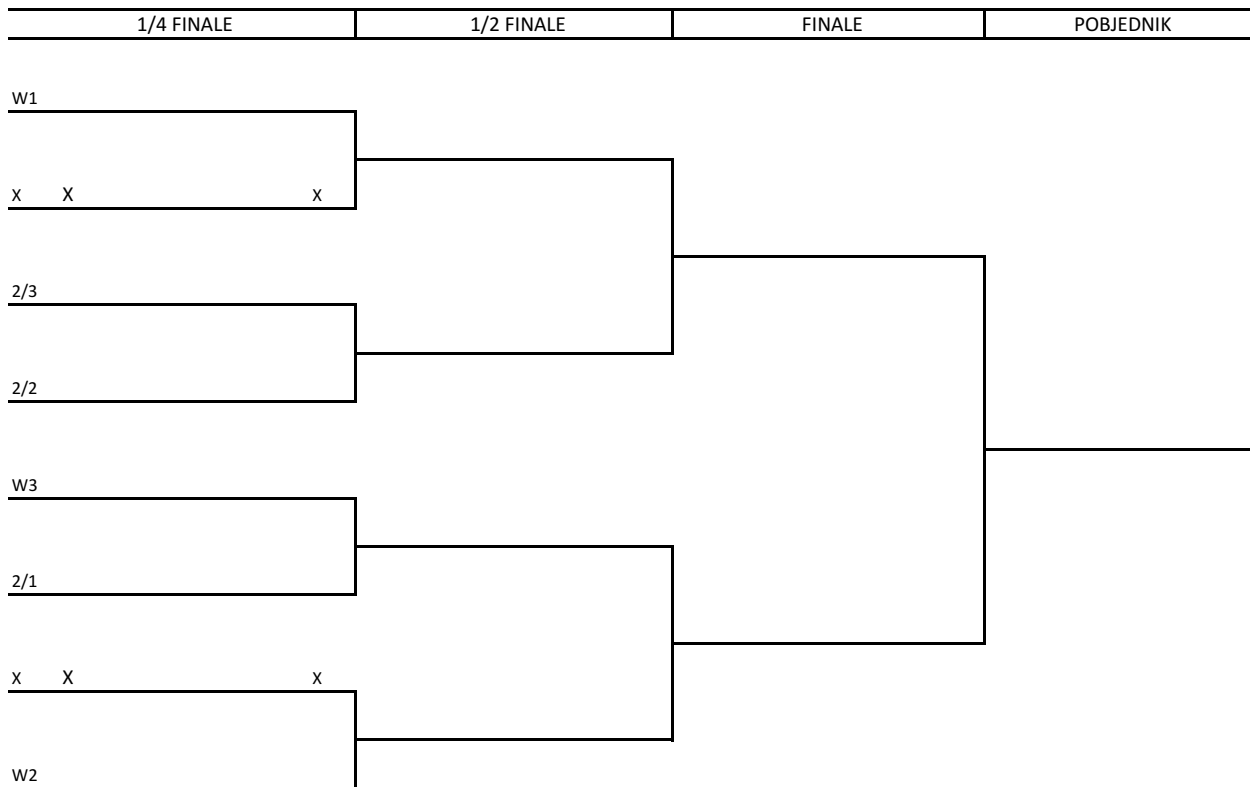 1/4 FINALE 1/2 FINALE FINALE POBJEDNIK
W1
X X X
2/3
2/2
W3
2/1
X X X
W2